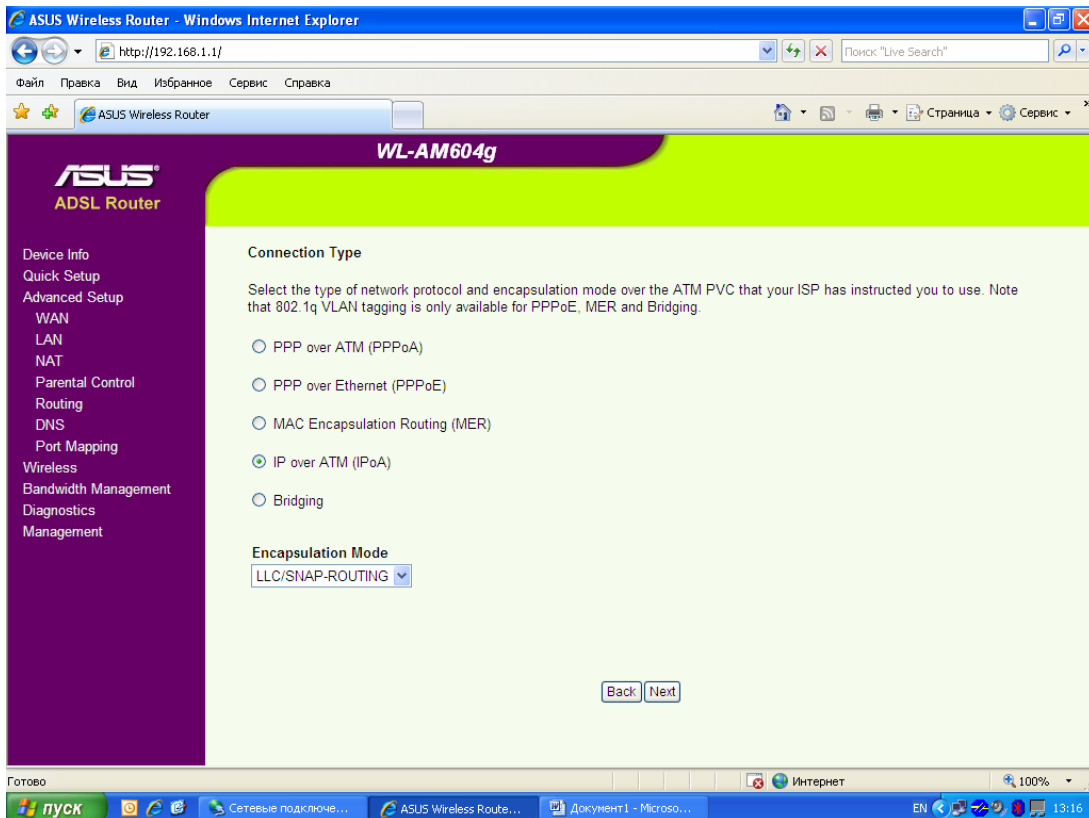 ASUS Wireless Router - Windows Internet Explorer
http://192.168.1.1/
Поиск "Live Search"
Файл Правка Вид Избранное Сервис Справка
ASUS Wireless Router
Страница
Сервис
WL-AM604g
ASUS
ADSL Router
Device Info
Quick Setup
Advanced Setup
WAN
LAN
NAT
Parental Control
Routing
DNS
Port Mapping
Wireless
Bandwidth Management
Diagnostics
Management
Connection Type
Select the type of network protocol and encapsulation mode over the ATM PVC that your ISP has instructed you to use. Note
that 802.1q VLAN tagging is only available for PPPoE, MER and Bridging.
PPP over ATM (PPPoA)
PPP over Ethernet (PPPoE)
MAC Encapsulation Routing (MER)
IP over ATM (IPoA)
Bridging
Encapsulation Mode
LLC/SNAP-ROUTING
Back Next
Готово
Интернет
100%
пуск
Сетевые подключе...
ASUS Wireless Route...
Документ1 - Microso...
EN
13:16